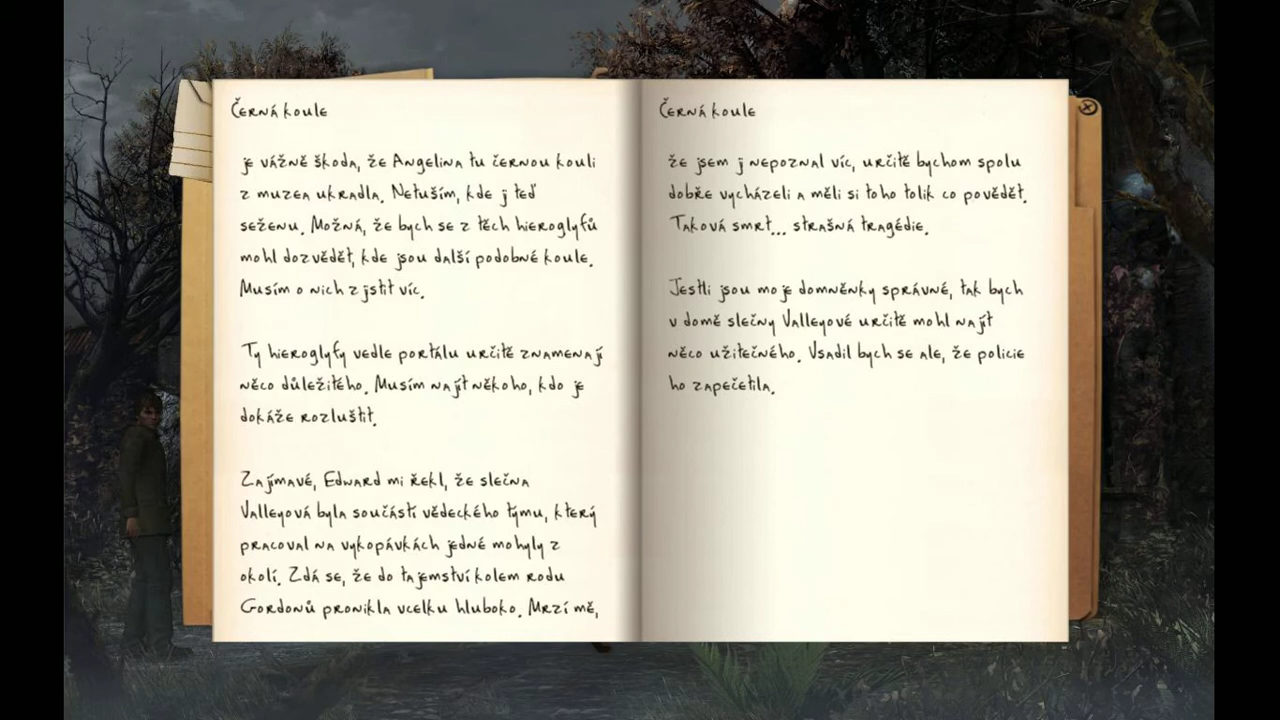 Černá koule
je vážně škoda, že Angelina tu černou kouli
z muzea ukradla. Netuším, kde ji teď
seženu. Možná, že bych se z těch hieroglyfů
mohl dozvědět, kde jsou další podobné koule.
Musím o nich zjistit víc.
Ty hieroglyfy vedle portálu určitě znamenají
něco důležitého. Musím najít někoho, kdo je
dokáže rozluštit.
Zajímavé, Edward mi řekl, že slečna
Valleyová byla součástí vědeckého týmu, který
pracoval na vykopávkách jedné mohyly z
okolí. Zdá se, že do tajemství kolem rodu
Gordonů pronikla vcelku hluboko. Mrzí mě,
Černá koule
že jsem ji nepoznal víc, určitě bychom spolu
dobře vycházeli a měli si toho tolik co povědět.
Taková smrt... strašná tragédie.
Jestli jsou moje domněnky správné, tak bych
v domě slečny Valleyové určitě mohl najít
něco užitečného. Vsadil bych se ale, že policie
ho zapečetila.